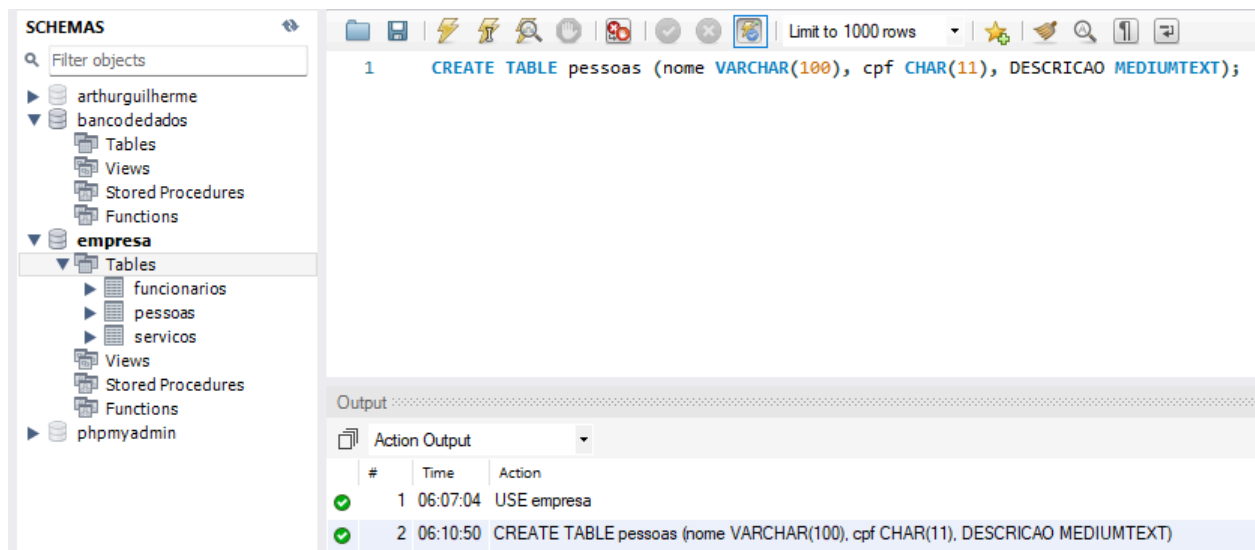 SCHEMAS
Filter objects
arthurguilherme
bancodedados
Tables
Views
Stored Procedures
Functions
empresa
Tables
funcionarios
pessoas
servicos
Views
Stored Procedures
Functions
phpmyadmin
Limit to 1000 rows
1 CREATE TABLE pessoas (nome VARCHAR(100), cpf CHAR(11), DESCRICAO MEDIUMTEXT);
Output
Action Output
# Time Action
1 06:07:04 USE empresa
2 06:10:50 CREATE TABLE pessoas (nome VARCHAR(100), cpf CHAR(11), DESCRICAO MEDIUMTEXT)